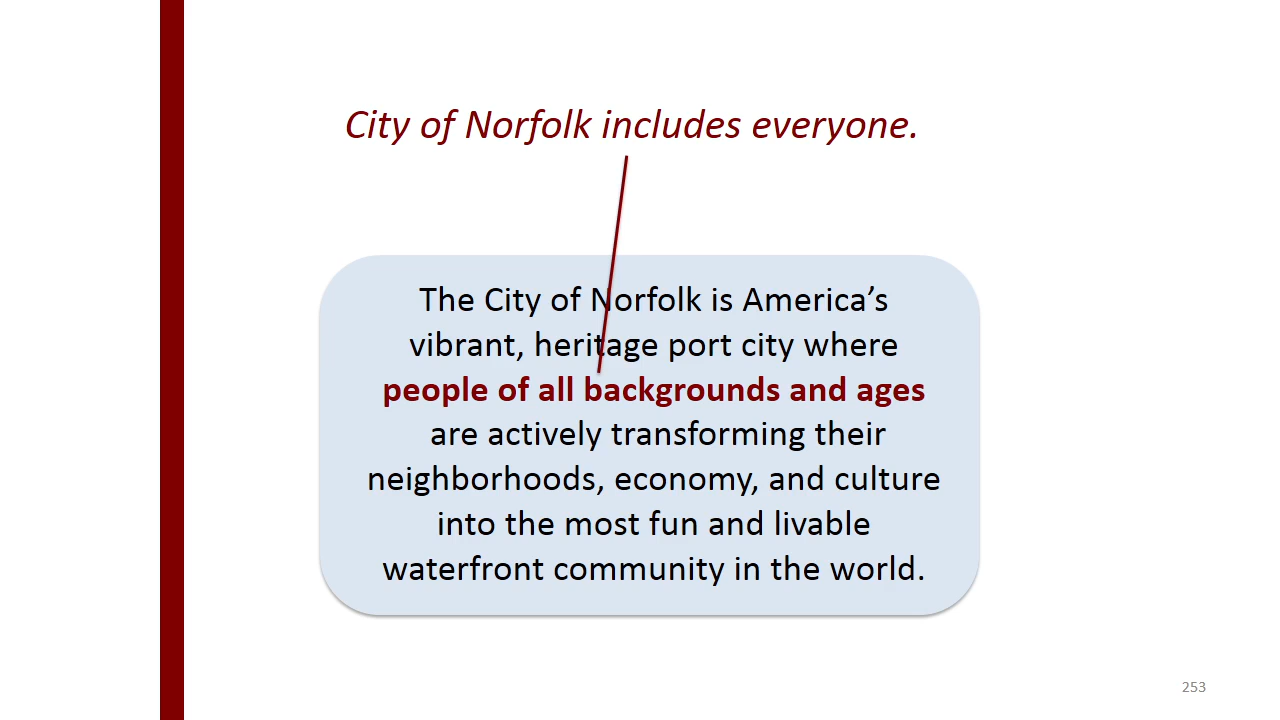 City of Norfolk includes everyone.
The City of Norfolk is America’s
vibrant, heritage port city where
people of all backgrounds and ages
are actively transforming their
neighborhoods, economy, and culture
into the most fun and livable
waterfront community in the world.
253